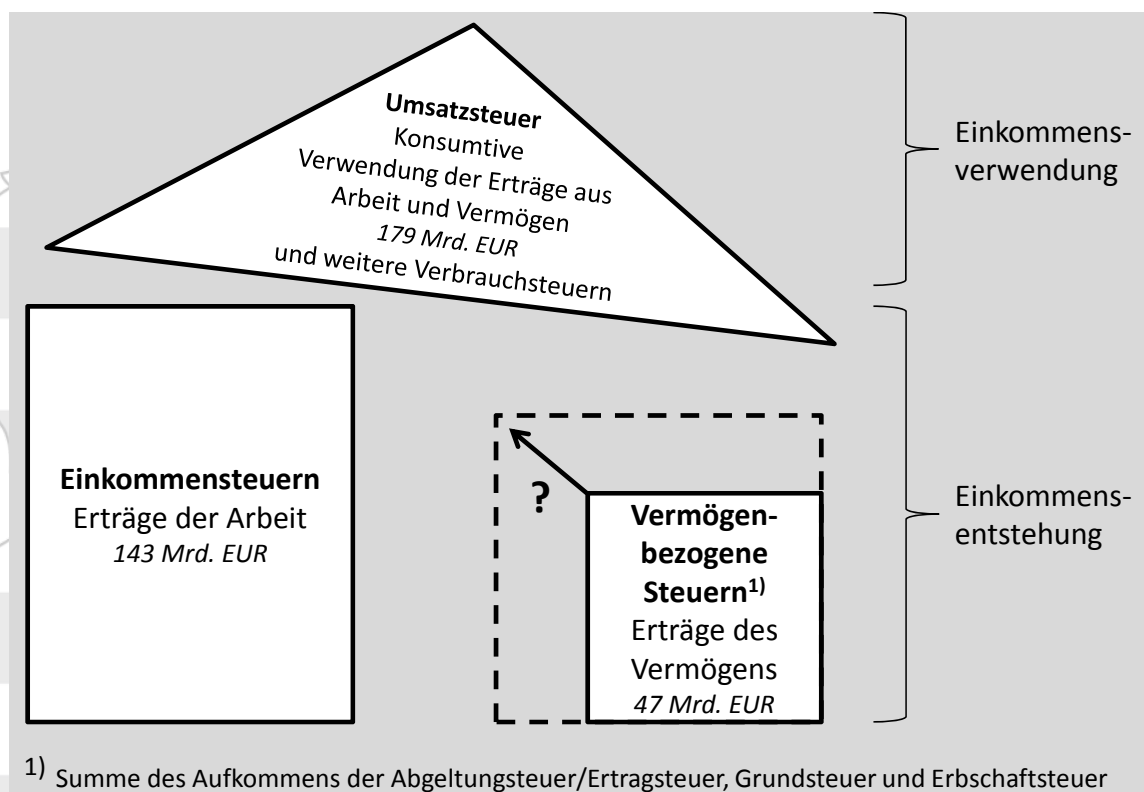 Umsatzsteuer
Konsumtive
Verwendung der Erträge aus
Arbeit und Vermögen
179 Mrd. EUR
und weitere Verbrauchsteuern
Einkommens-
verwendung
Einkommensteuern
Erträge der Arbeit
143 Mrd. EUR
?
Vermögen-
bezogene
Steuern1)
Erträge des
Vermögens
47 Mrd. EUR
Einkommens-
entstehung
1) Summe des Aufkommens der Abgeltungsteuer/Ertragsteuer, Grundsteuer und Erbschaftsteuer